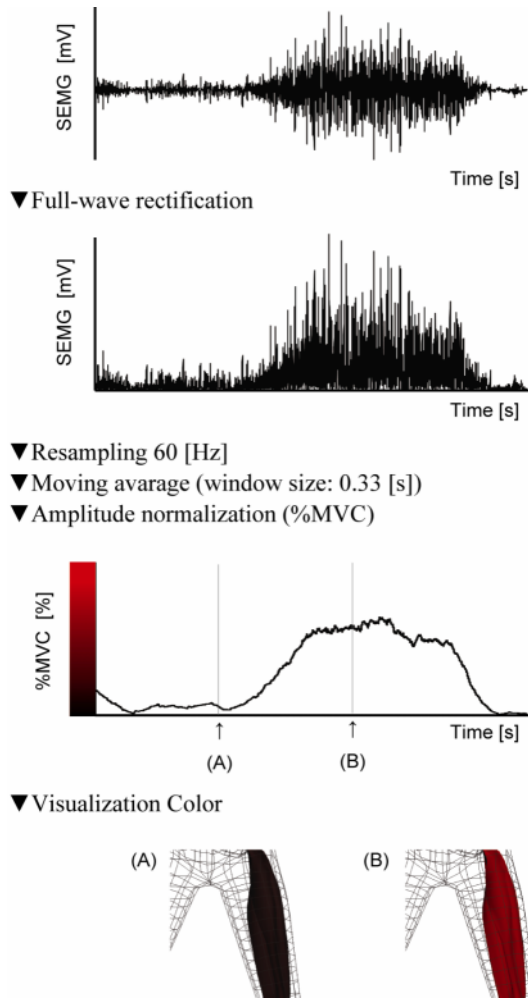 SEMG [mV]
Time [s]
▼Full-wave rectification
SEMG [mV]
Time [s]
▼Resampling 60 [Hz]
▼Moving avarage (window size: 0.33 [s])
▼Amplitude normalization (%MVC)
%MVC [%]
Time [s]
↑ ↑
(A) (B)
▼Visualization Color
(A) (B)